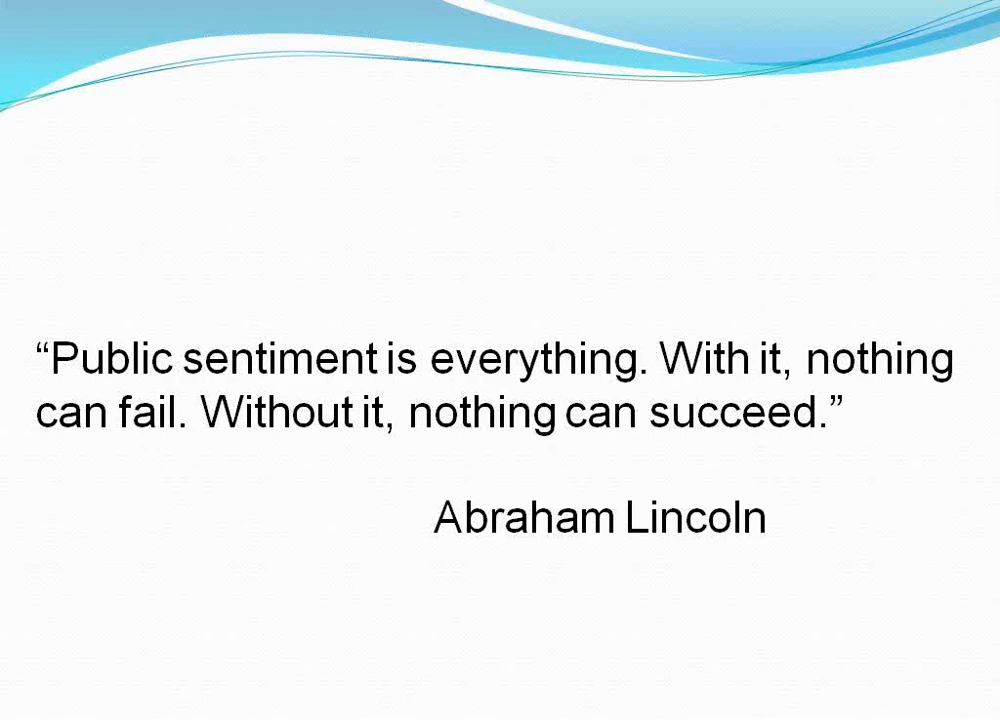 “Public sentiment is everything. With it, nothing
can fail. Without it, nothing can succeed.”
Abraham Lincoln